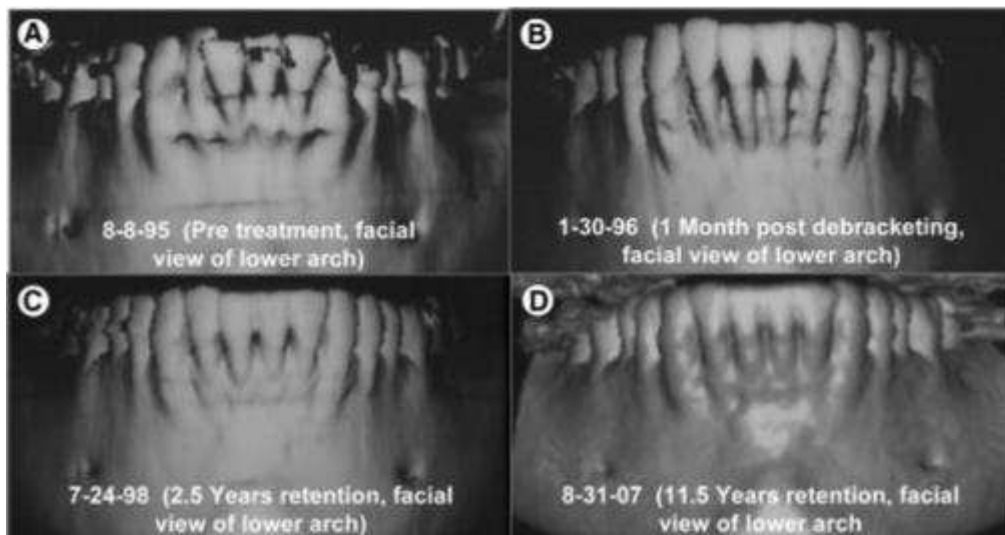 A
8-8-95 (Pre treatment, facial
view of lower arch)
B
1-30-96 (1 Month post debracketing,
facial view of lower arch)
C
7-24-98 (2.5 Years retention, facial
view of lower arch)
D
8-31-07 (11.5 Years retention, facial
view of lower arch